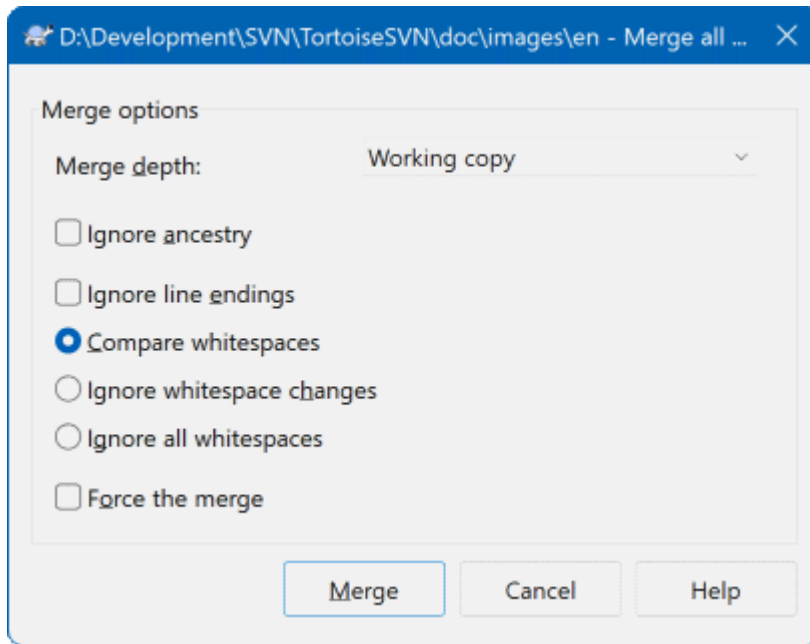 D:\Development\SVN\TortoiseSVN\doc\images\en - Merge all ...
Merge options
Merge depth: Working copy
Ignore ancestry
Ignore line endings
Compare whitespaces
Ignore whitespace changes
Ignore all whitespaces
Force the merge
Merge Cancel Help